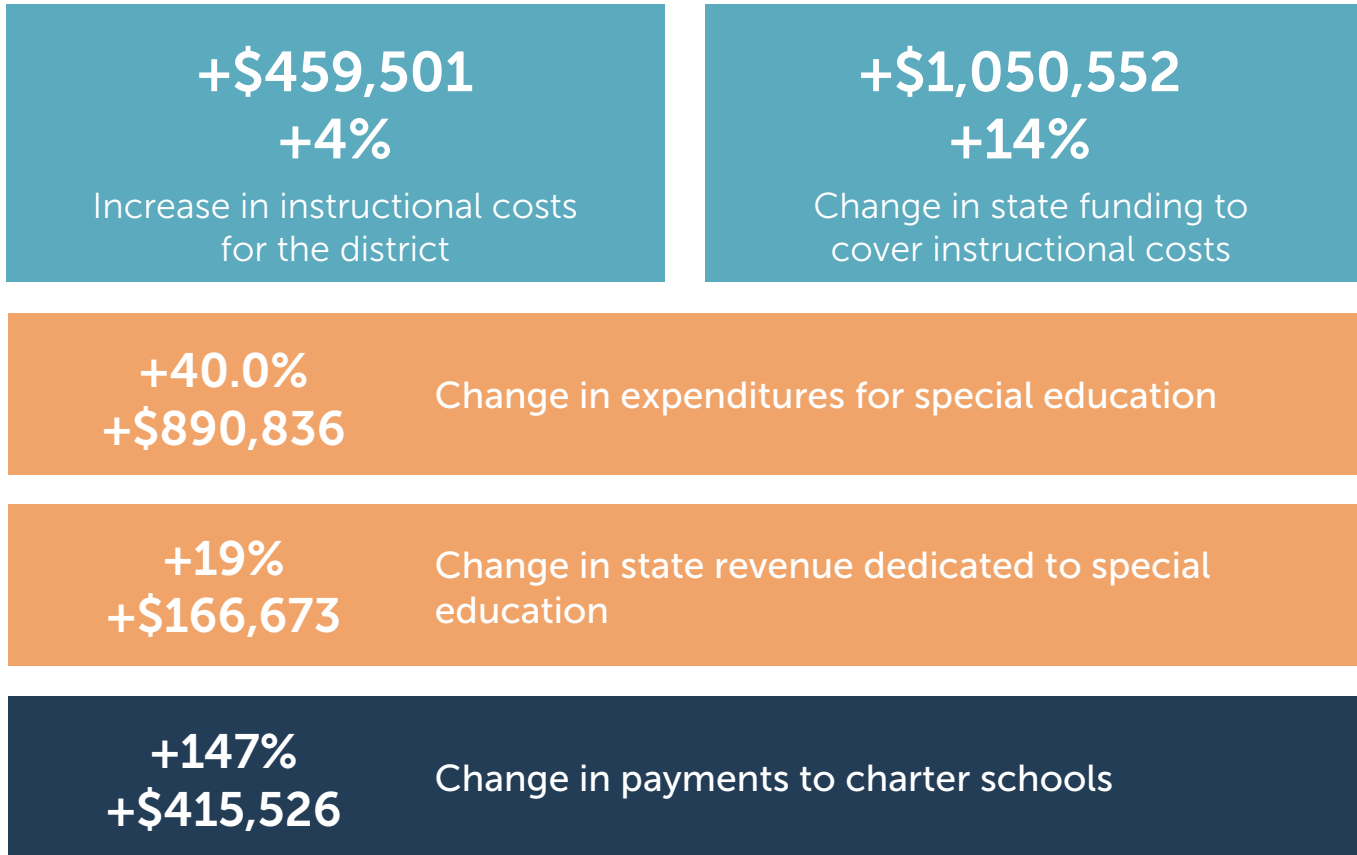 +$459,501
+4%
Increase in instructional costs
for the district
+$1,050,552
+14%
Change in state funding to
cover instructional costs
+40.0%
+$890,836
Change in expenditures for special education
+19%
+$166,673
Change in state revenue dedicated to special
education
+147%
+$415,526
Change in payments to charter schools